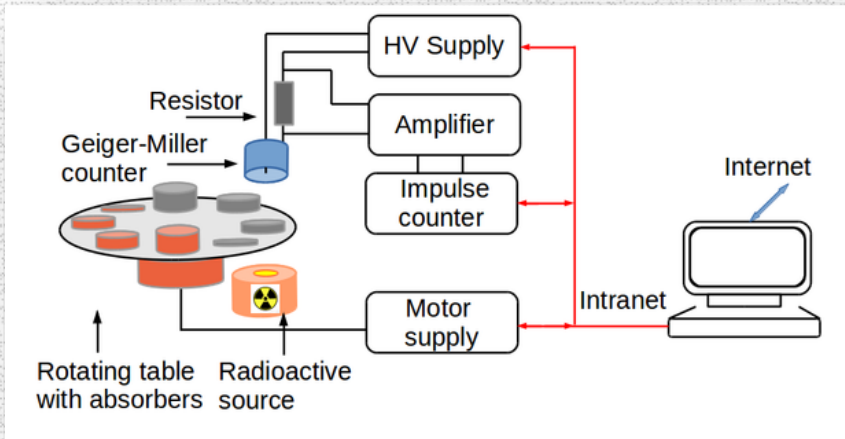 HV Supply
Resistor
Amplifier
Geiger-Miller
counter
Impulse
counter
Internet
Intranet
Motor
supply
Rotating table
with absorbers
Radioactive
source